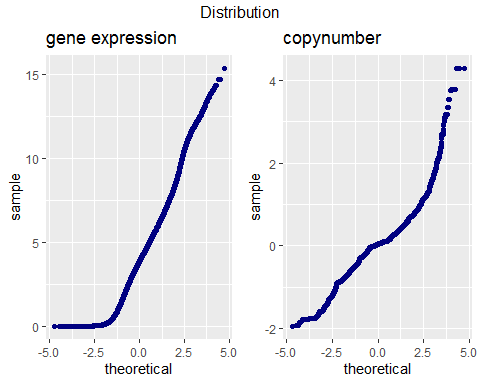 Distribution
gene expression
copynumber
15
10
5
0
sample
-5.0 -2.5 0.0 2.5 5.0
theoretical
4
2
0
-2
sample
-5.0 -2.5 0.0 2.5 5.0
theoretical